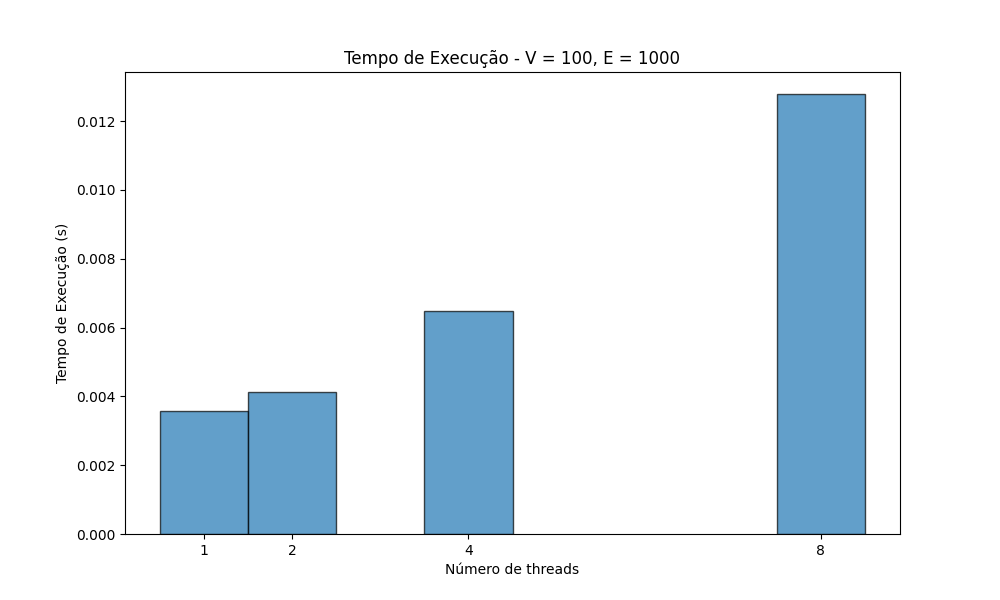 Tempo de Execução - V = 100, E = 1000
Tempo de Execução (s)
0.012
0.010
0.008
0.006
0.004
0.002
0.000
1 2 4 8
Número de threads